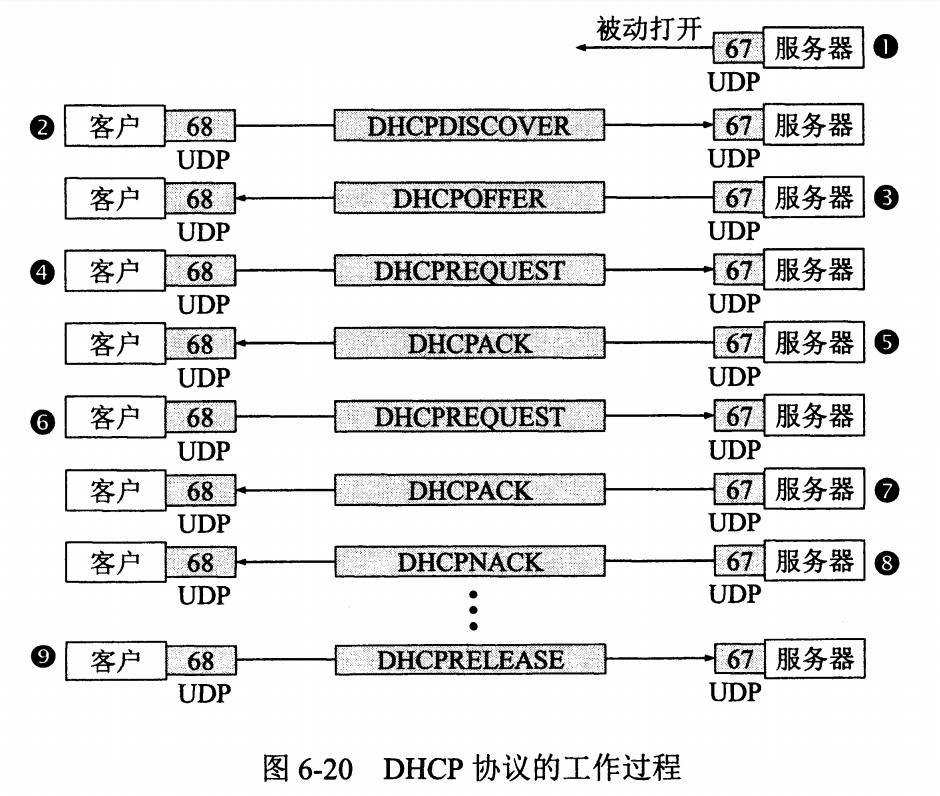 被动打开
67 服务器 ❶
UDP
❷ 客户 68 DHCPDISCOVER 67 服务器
UDP UDP
客户 68 DHCPOFFER 67 服务器 ❸
UDP UDP
❹ 客户 68 DHCPREQUEST 67 服务器
UDP UDP
客户 68 DHCPACK 67 服务器 ❺
UDP UDP
❻ 客户 68 DHCPREQUEST 67 服务器
UDP UDP
客户 68 DHCPACK 67 服务器 ❼
UDP UDP
客户 68 DHCPNACK 67 服务器 ❽
UDP UDP
❾ 客户 68 DHCPRELEASE 67 服务器
UDP UDP
图 6-20 DHCP 协议的工作过程